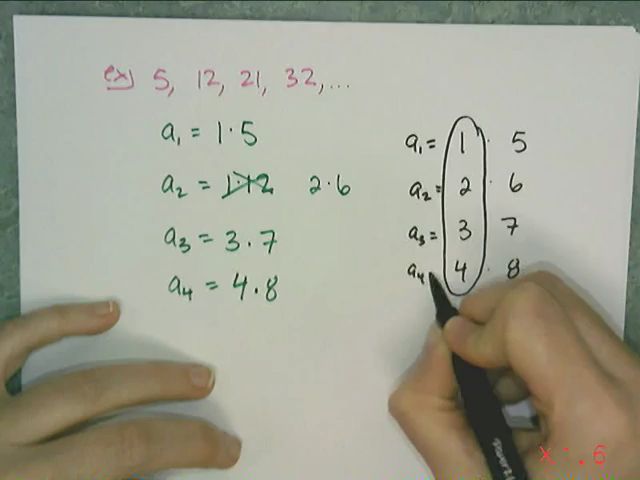 ex) 5, 12, 21, 32, ...
a₁ = 1·5
a₂ = 1·12 2·6
a₃ = 3·7
a₄ = 4·8
a₁ = 1 · 5
a₂ = 2 · 6
a₃ = 3 7
a₄ 4 · 8
x:.6